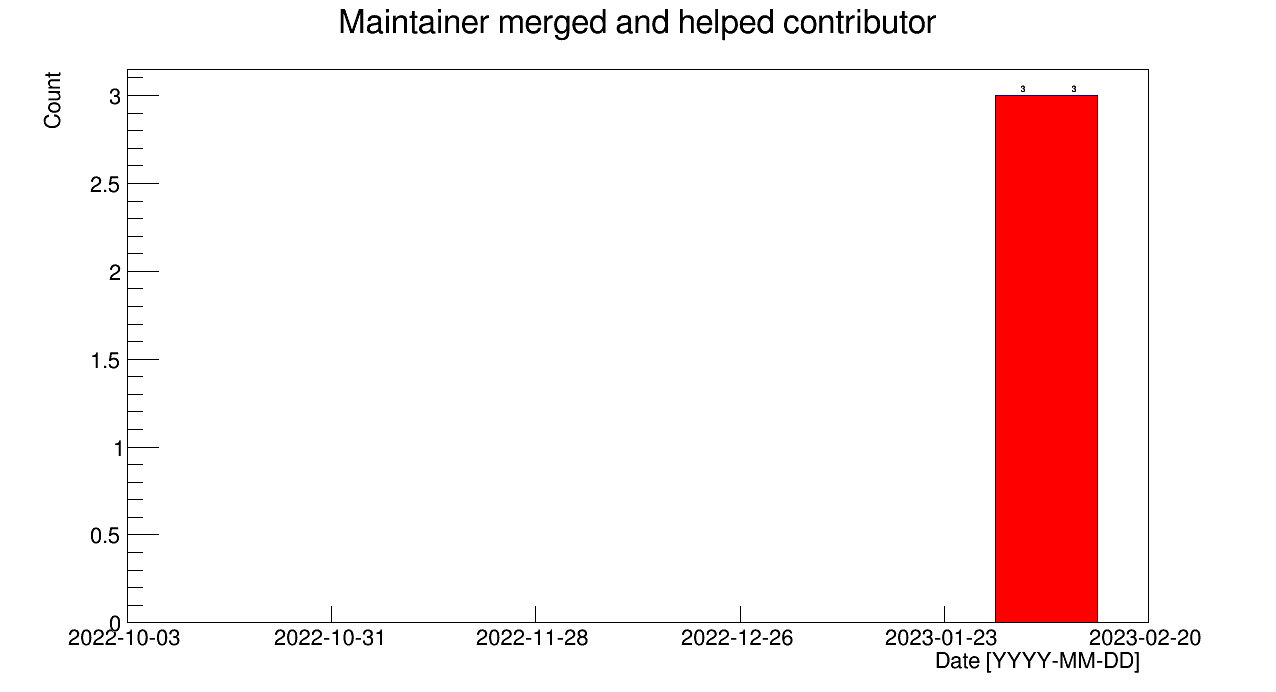 Maintainer merged and helped contributor
Count
3 3
3
2.5
2
1.5
1
0.5
0
2022-10-03 2022-10-31 2022-11-28 2022-12-26 2023-01-23 2023-02-20
Date [YYYY-MM-DD]